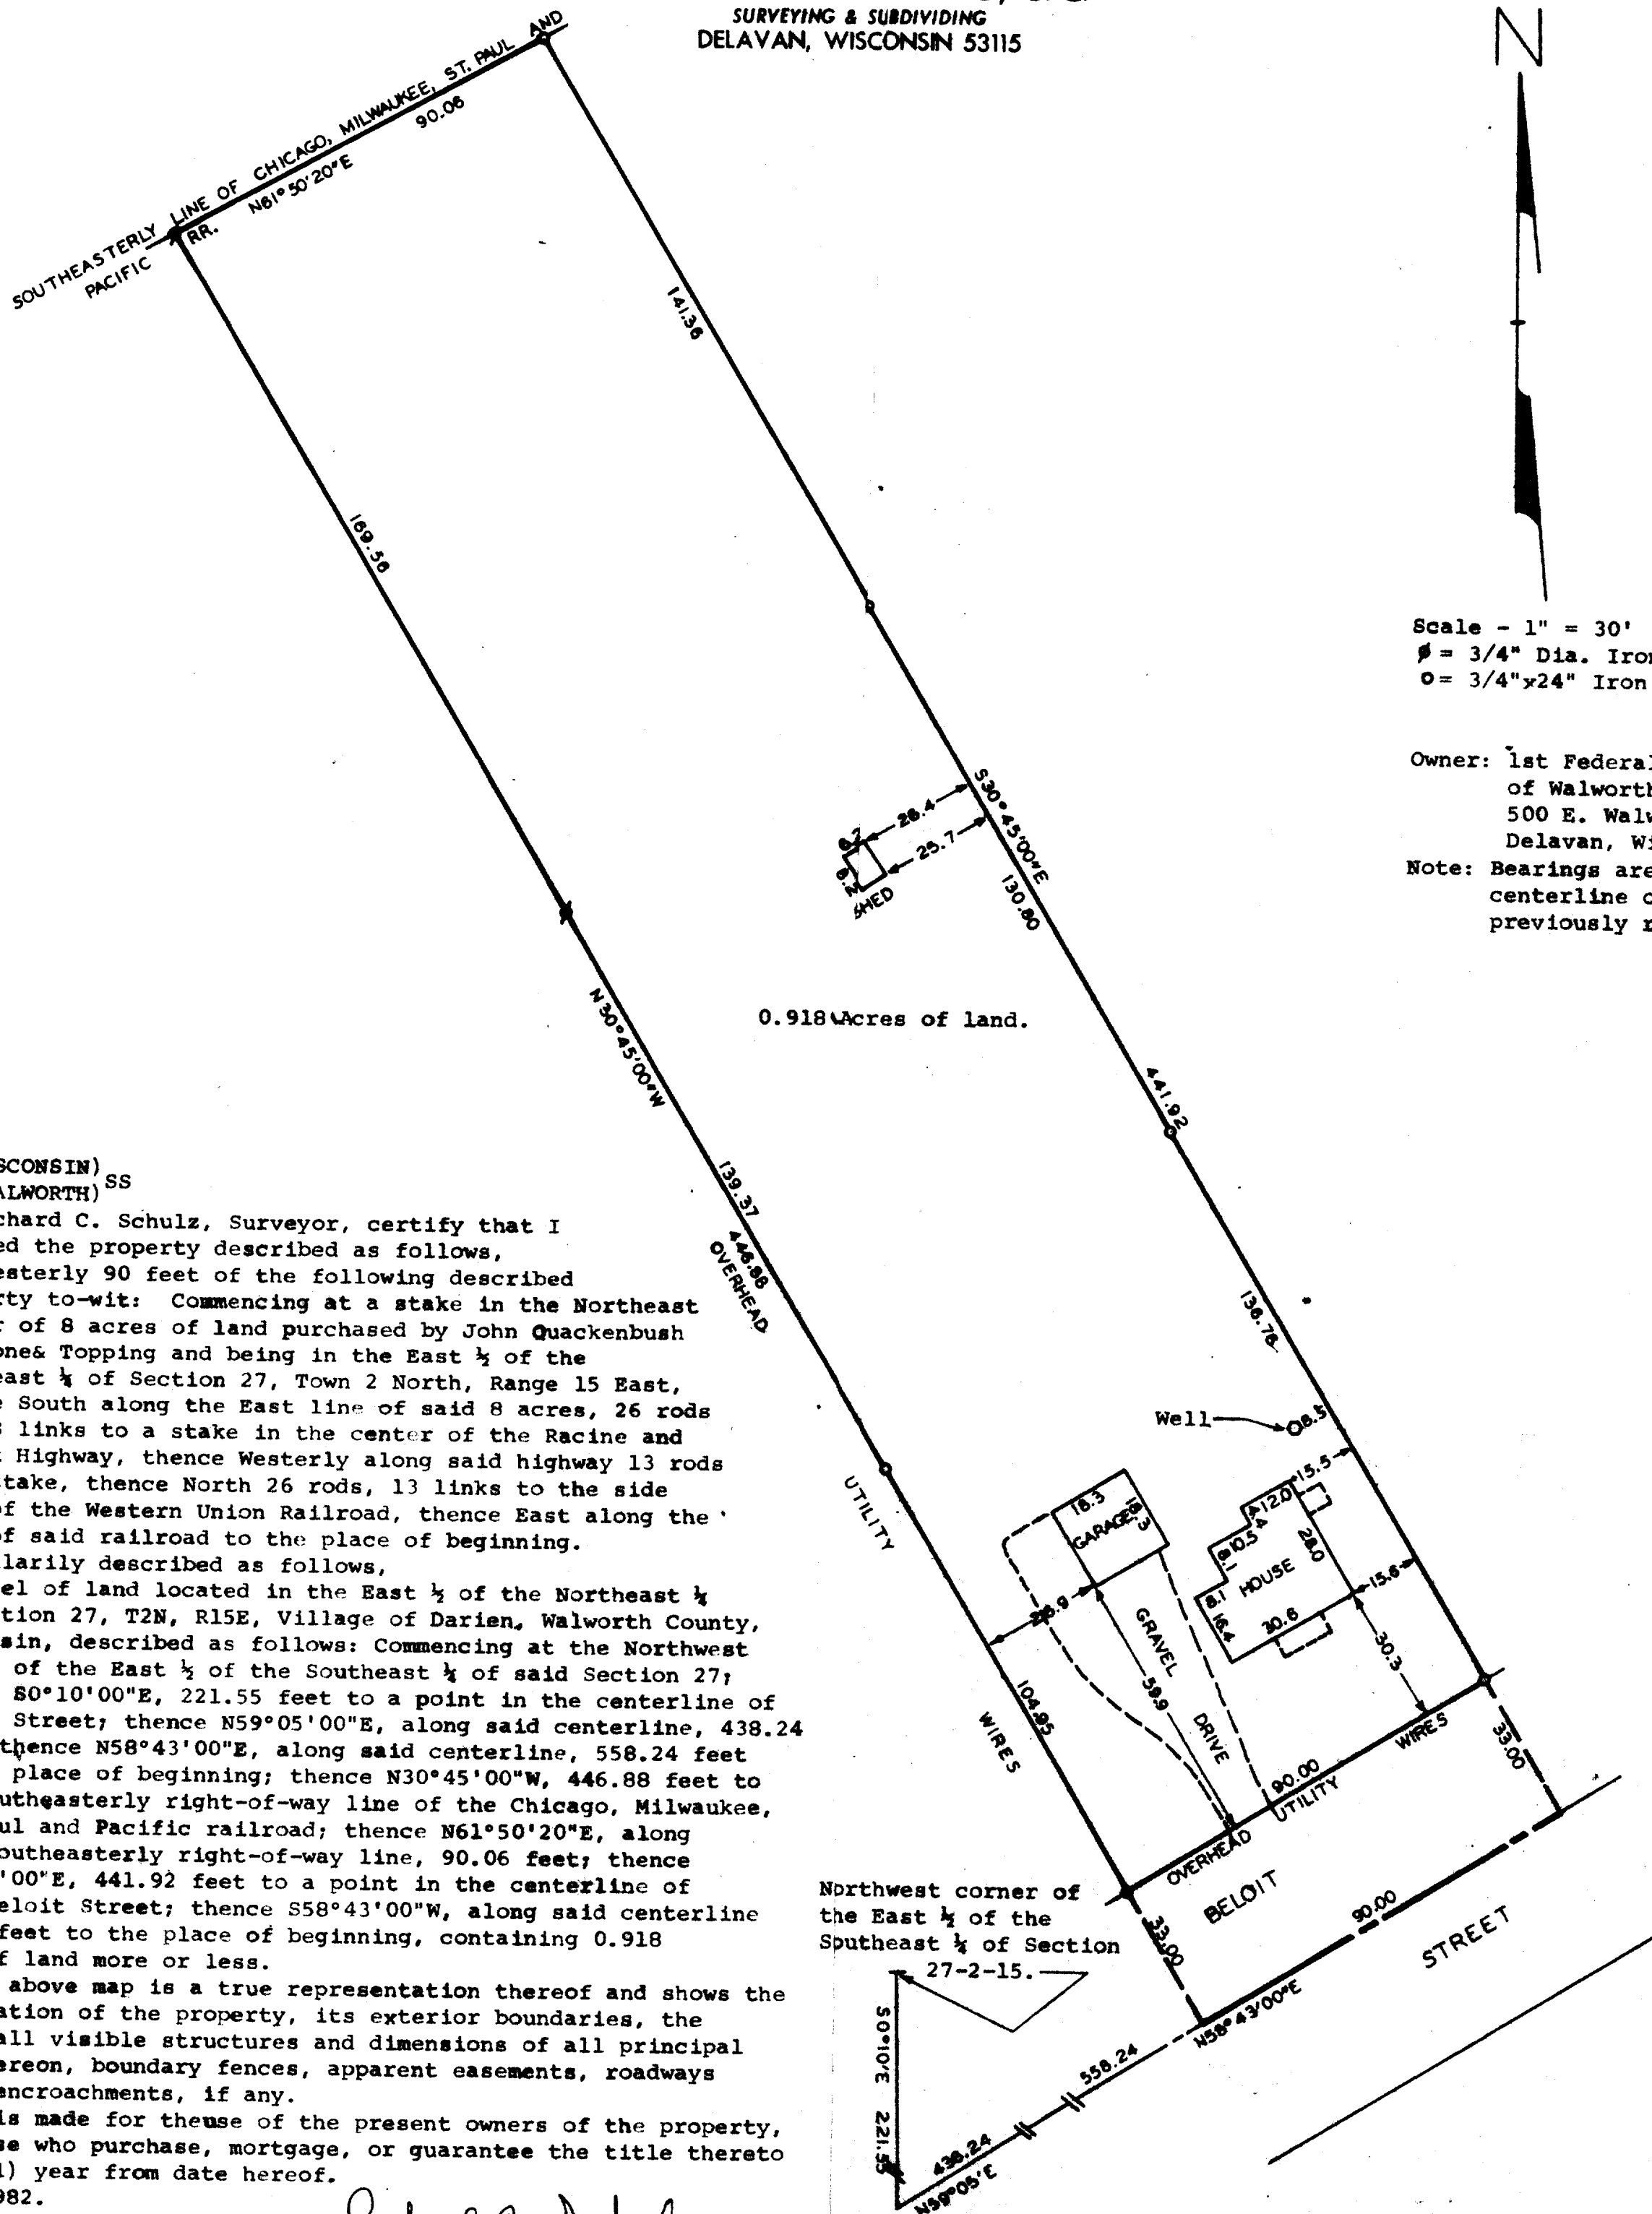 SURVEYING & SUBDIVIDING
DELAVAN, WISCONSIN 53115
N
SOUTHEASTERLY LINE OF CHICAGO, MILWAUKEE, ST. PAUL AND
PACIFIC RR.
N61°50'20"E
90.06
141.36
169.56
Scale - 1" = 30'
= 3/4" Dia. Iron
O= 3/4"x24" Iron
Owner: 1st Federal
of Walworth
500 E.
Delavan,
Note: Bearings are
centerline
previously
S30°45'00"E
26.4
25.7
6.2
SHED
130.80
0.918 Acres of land.
N30°45'00"W
441.92
139.37
446.88
OVERHEAD
UTILITY
WIRES
104.95
136.76
Well
8.5
15.5
18.3
18.3
GARAGE
12.0
10.5
28.0
HOUSE
8.1
16.4
30.6
15.6
30.3
59.9
GRAVEL
DRIVE
90.00
OVERHEAD UTILITY WIRES
33.00
33.00
BELOIT
STREET
90.00
N58°43'00"E
Northwest corner of
the East ½ of the
Southeast ¼ of Section
27-2-15.
S0°10'E 221.55
558.24
438.24
N59°05'E
SCONSIN)
SS
ALWORTH)
chard C. Schulz, Surveyor, certify that I
ed the property described as follows,
esterly 90 feet of the following described
rty to-wit: Commencing at a stake in the Northeast
r of 8 acres of land purchased by John Quackenbush
one& Topping and being in the East ½ of the
east ¼ of Section 27, Town 2 North, Range 15 East,
e South along the East line of said 8 acres, 26 rods
links to a stake in the center of the Racine and
Highway, thence Westerly along said highway 13 rods
take, thence North 26 rods, 13 links to the side
of the Western Union Railroad, thence East along the
of said railroad to the place of beginning.
larily described as follows,
el of land located in the East ½ of the Northeast ¼
tion 27, T2N, R15E, Village of Darien, Walworth County,
sin, described as follows: Commencing at the Northwest
of the East ½ of the Southeast ¼ of said Section 27;
S0°10'00"E, 221.55 feet to a point in the centerline of
Street; thence N59°05'00"E, along said centerline, 438.24
thence N58°43'00"E, along said centerline, 558.24 feet
place of beginning; thence N30°45'00"W, 446.88 feet to
utheasterly right-of-way line of the Chicago, Milwaukee,
ul and Pacific railroad; thence N61°50'20"E, along
outheasterly right-of-way line, 90.06 feet; thence
'00"E, 441.92 feet to a point in the centerline of
eloit Street; thence S58°43'00"W, along said centerline
feet to the place of beginning, containing 0.918
f land more or less.
above map is a true representation thereof and shows the
ation of the property, its exterior boundaries, the
all visible structures and dimensions of all principal
ereon, boundary fences, apparent easements, roadways
encroachments, if any.
is made for theuse of the present owners of the property,
se who purchase, mortgage, or guarantee the title thereto
1) year from date hereof.
982.